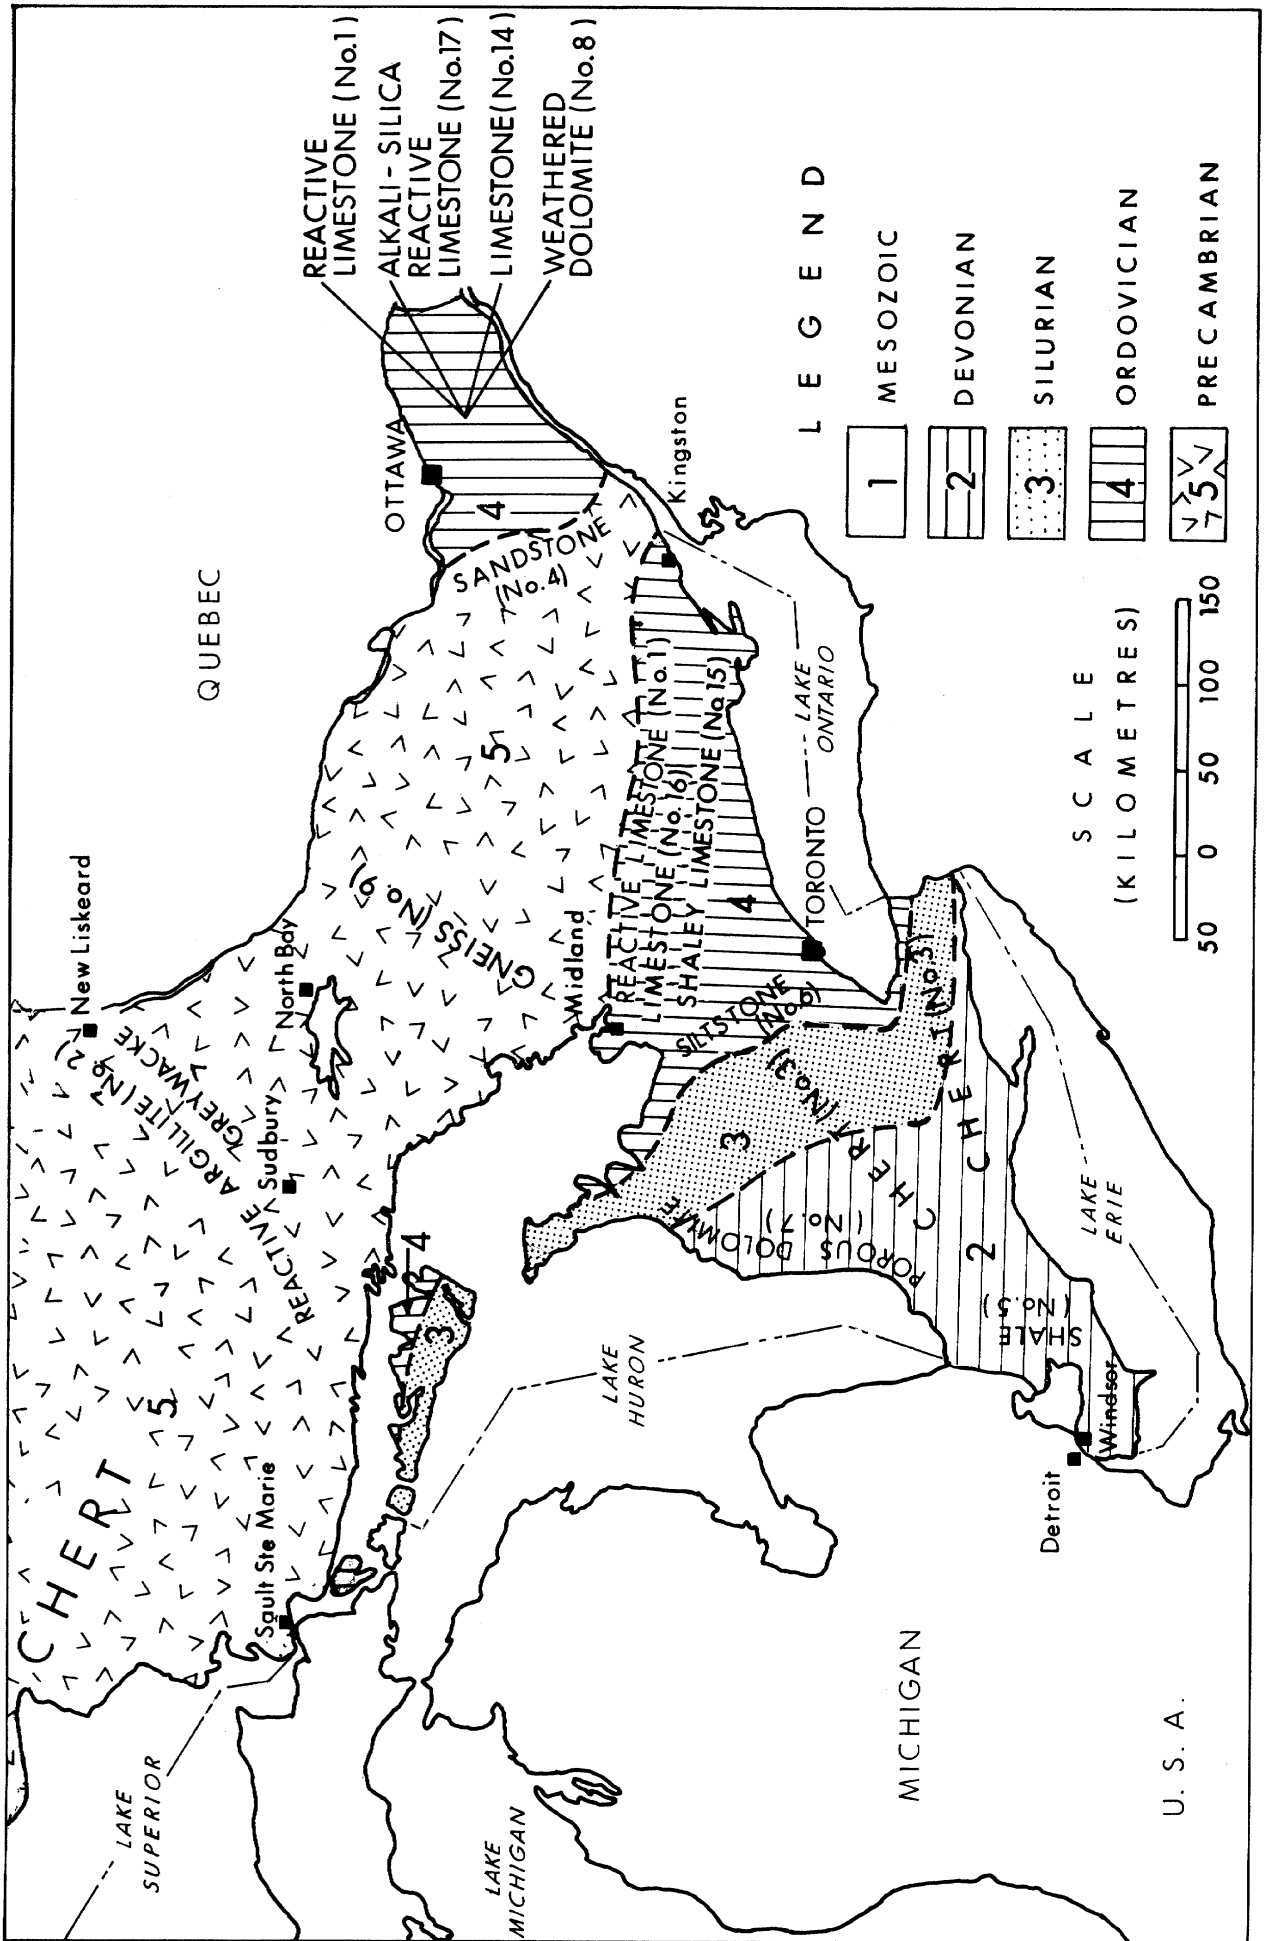 CHERT
5
Sault Ste Marie
LAKE
SUPERIOR
REACTIVE ARGILLITE (No. 2)
GREYWACKE
Sudbury
New Liskeard
North Bay
GNEISS (No. 9)
5
QUEBEC
OTTAWA
4
SANDSTONE
(No.4)
REACTIVE
LIMESTONE (No.1)
ALKALI-SILICA
REACTIVE
LIMESTONE (No.17)
LIMESTONE (No.14)
WEATHERED
DOLOMITE (No.8)
4
3
LAKE
MICHIGAN
LAKE
HURON
Midland
REACTIVE LIMESTONE (No. 1)
LIMESTONE (No. 16)
SHALEY LIMESTONE (No 15)
4
Kingston
SILTSTONE
(No.6)
TORONTO
LAKE
ONTARIO
3
CHERT (No.3)
POROUS DOLOMITE
(No.7)
CHERT (No.3)
2
SHALE
(No.5)
Windsor
Detroit
LAKE
ERIE
MICHIGAN
U. S. A.
LEGEND
1 MESOZOIC
2 DEVONIAN
3 SILURIAN
4 ORDOVICIAN
5 PRECAMBRIAN
SCALE
(KILOMETRES)
50 0 50 100 150